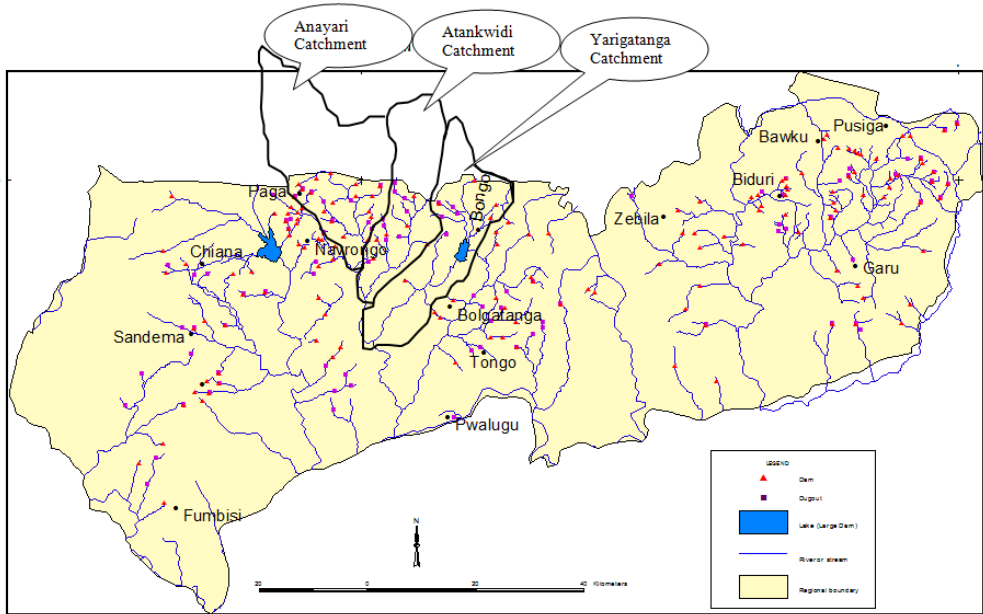 Anayari
Catchment
Atankwidi
Catchment
Yarigatanga
Catchment
Pusiga
Bawku
Biduri
Paga
Bongo
Zebila
Navrongo
Chiana
Garu
Bolgatanga
Sandema
Tongo
Pwalugu
Fumbisi
LEGEND
Dam
Dugout
Lake (Large Dam)
River or stream
Regional boundary
N
20 0 20 40 Kilometers